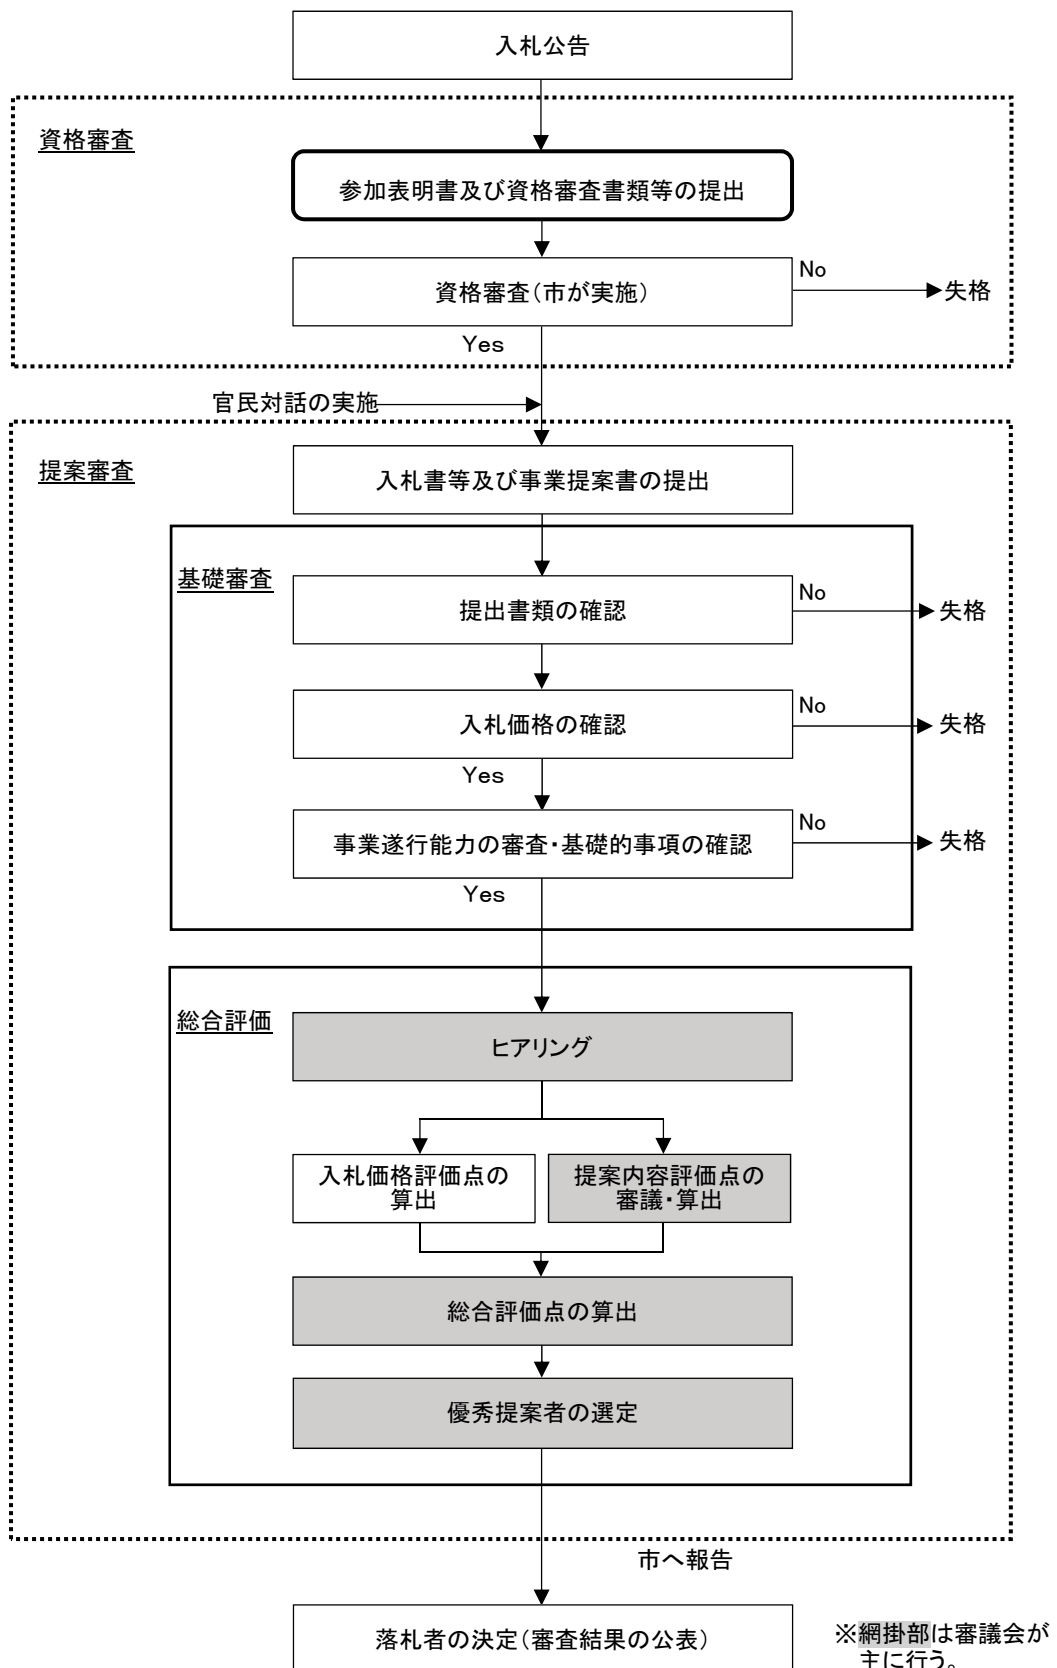 入札公告
資格審査
参加表明書及び資格審査書類等の提出
資格審査（市が実施）
No
失格
Yes
官民対話の実施
提案審査
入札書等及び事業提案書の提出
基礎審査
提出書類の確認
No
失格
入札価格の確認
No
失格
Yes
事業遂行能力の審査・基礎的事項の確認
No
失格
Yes
総合評価
ヒアリング
入札価格評価点の
算出
提案内容評価点の
審議・算出
総合評価点の算出
優秀提案者の選定
市へ報告
落札者の決定（審査結果の公表）
※網掛部は審議会が
主に行う。